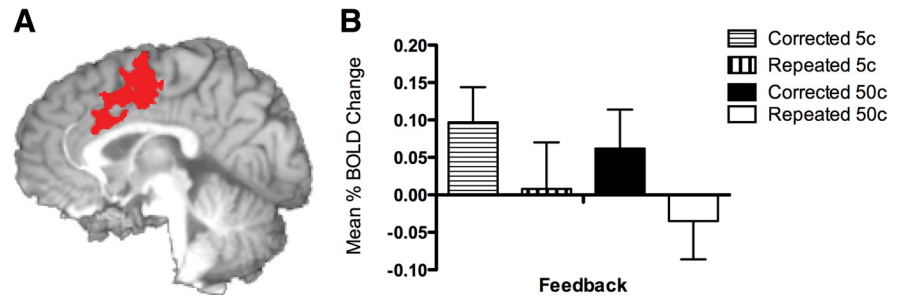 A
B
Mean % BOLD Change
0.20
0.15
0.10
0.05
0.00
-0.05
-0.10
Feedback
Corrected 5c
Repeated 5c
Corrected 50c
Repeated 50c